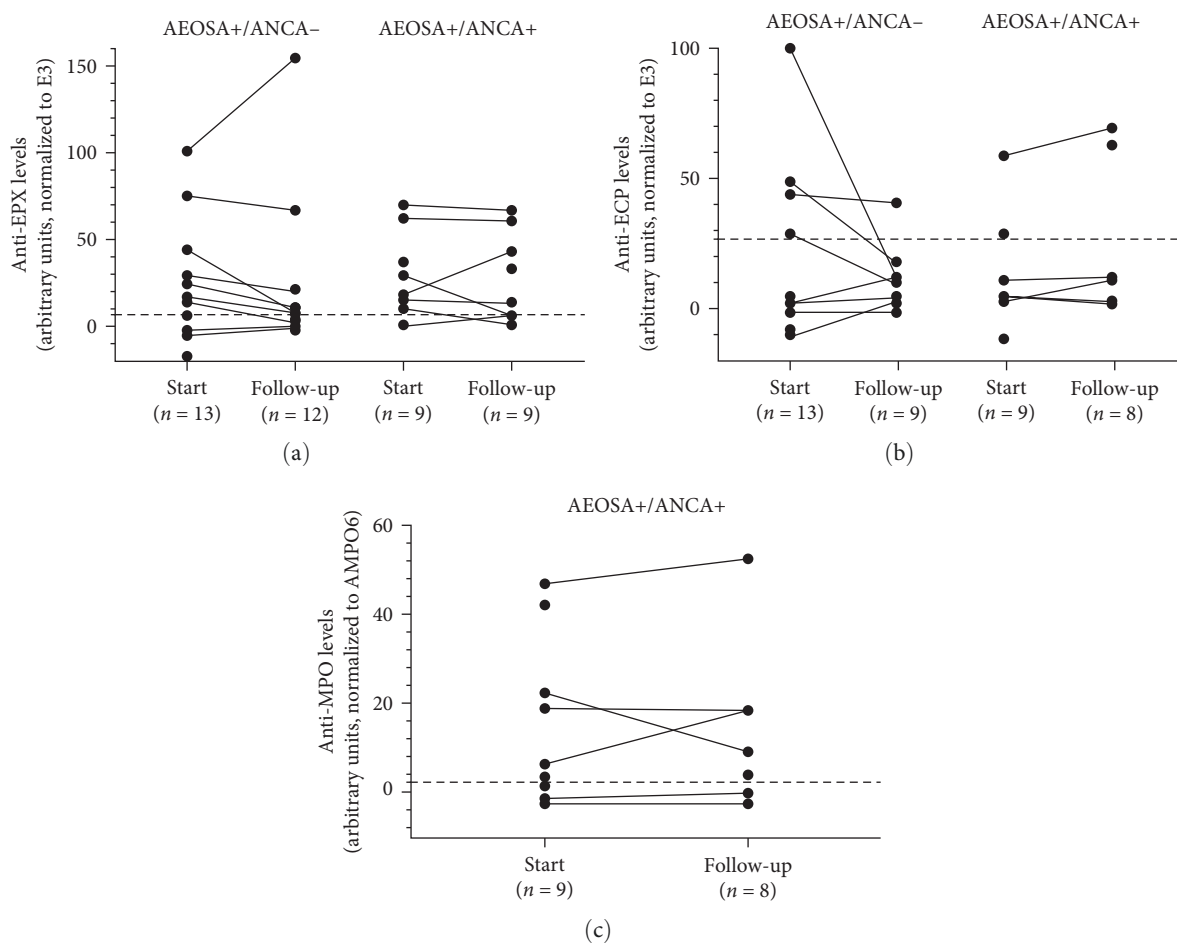 AEOSA+/ANCA− AEOSA+/ANCA+
Anti-EPX levels
(arbitrary units, normalized to E3)
150
100
50
0
Start Follow-up Start Follow-up
(n = 13) (n = 12) (n = 9) (n = 9)
(a)
AEOSA+/ANCA− AEOSA+/ANCA+
Anti-ECP levels
(arbitrary units, normalized to E3)
100
50
0
Start Follow-up Start Follow-up
(n = 13) (n = 9) (n = 9) (n = 8)
(b)
AEOSA+/ANCA+
Anti-MPO levels
(arbitrary units, normalized to AMPO6)
60
40
20
0
Start Follow-up
(n = 9) (n = 8)
(c)